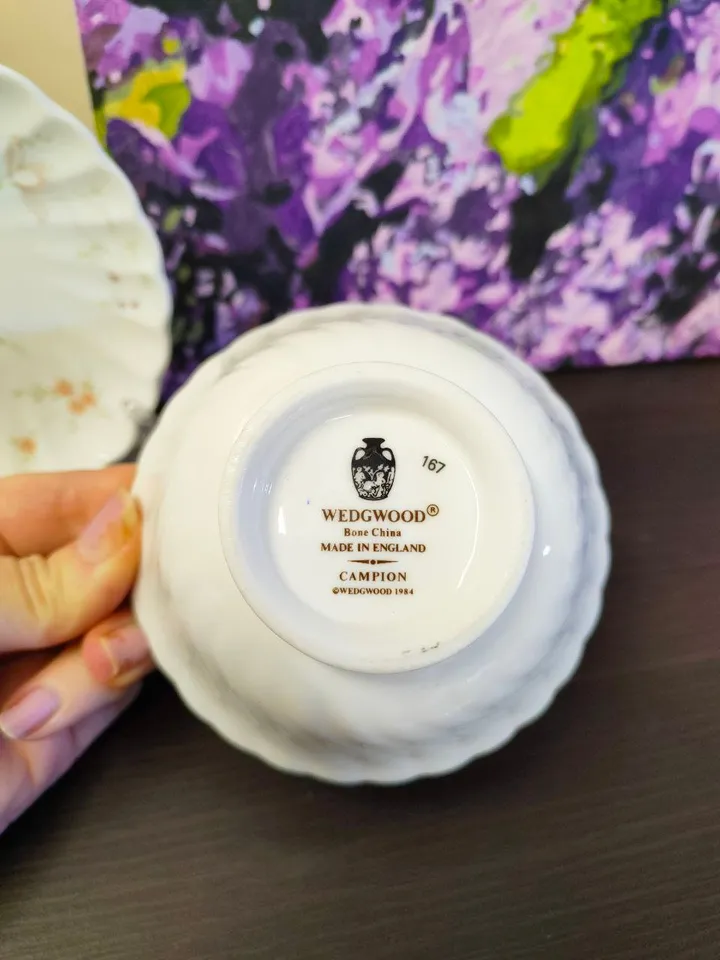 167
WEDGWOOD®
Bone China
MADE IN ENGLAND
CAMPION
©WEDGWOOD 1984